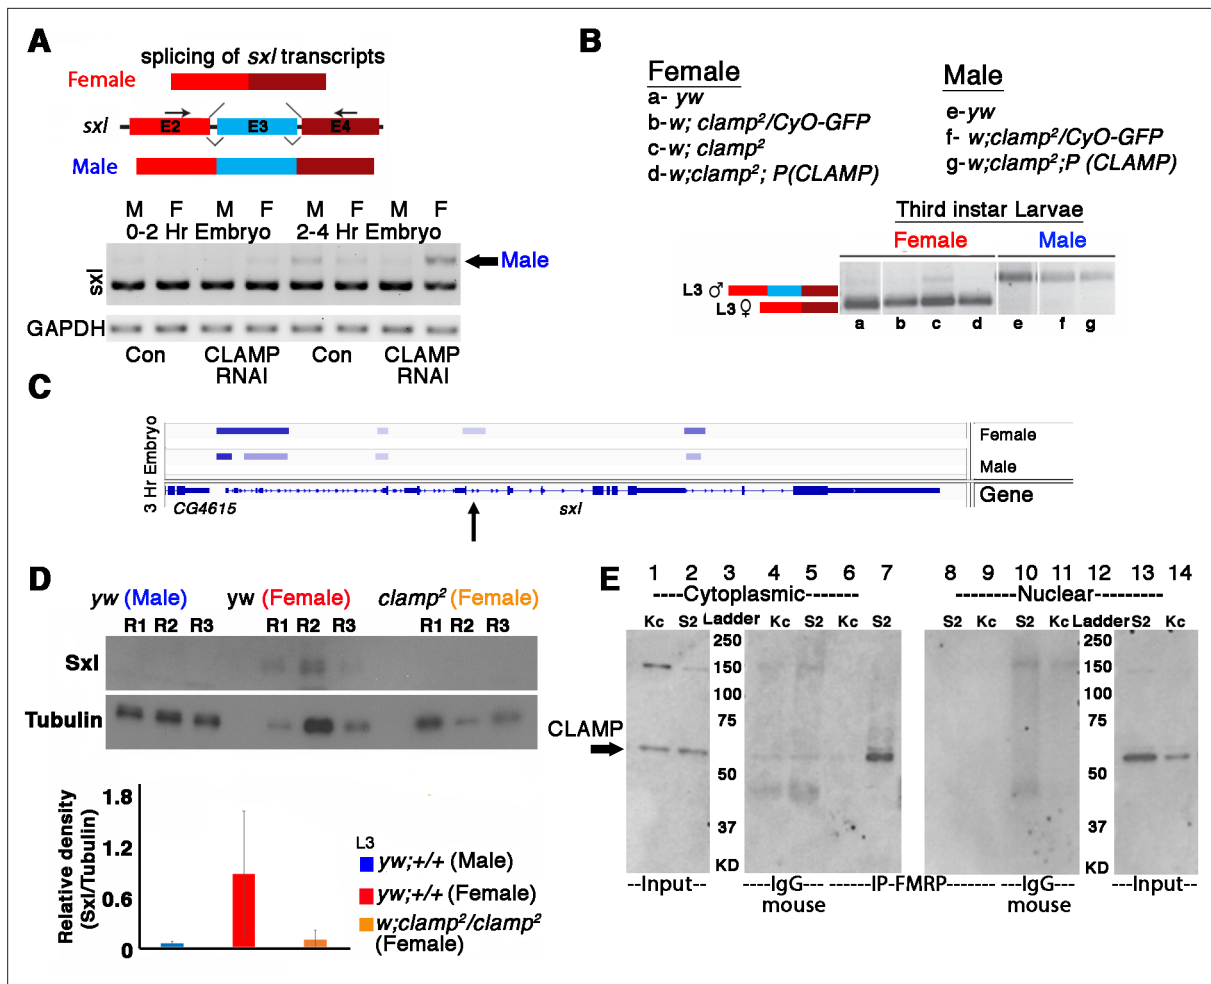 A
splicing of sxl transcripts
Female
sxl
E2
E3
E4
Male
M F M F M F M F
0-2 Hr Embryo 2-4 Hr Embryo
sxl
Male
GAPDH
Con CLAMP RNAI Con CLAMP RNAI
B
Female
a- yw
b-w; clamp²/CyO-GFP
c-w; clamp²
d-w;clamp²; P(CLAMP)
Male
e-yw
f- w;clamp²/CyO-GFP
g-w;clamp²;P (CLAMP)
Third instar Larvae
Female Male
L3 ♂
L3 ♀
a b c d e f g
C
3 Hr Embryo
Female
Male
Gene
CG4615
sxl
D
yw (Male) yw (Female) clamp² (Female)
R1 R2 R3 R1 R2 R3 R1 R2 R3
Sxl
Tubulin
Relative density
(Sxl/Tubulin)
1.8
1.2
0.6
0
L3
yw;+/+ (Male)
yw;+/+ (Female)
w;clamp²/clamp²
(Female)
E
1 2 3 4 5 6 7 8 9 10 11 12 13 14
----Cytoplasmic------- --------Nuclear---------
Kc S2 Ladder Kc S2 Kc S2 S2 Kc S2 Kc Ladder S2 Kc
250 250
150 150
100 100
75 75
CLAMP
50 50
37 37
KD KD
--Input-- ----IgG--- mouse ------IP-FMRP------- --IgG---- mouse --Input--